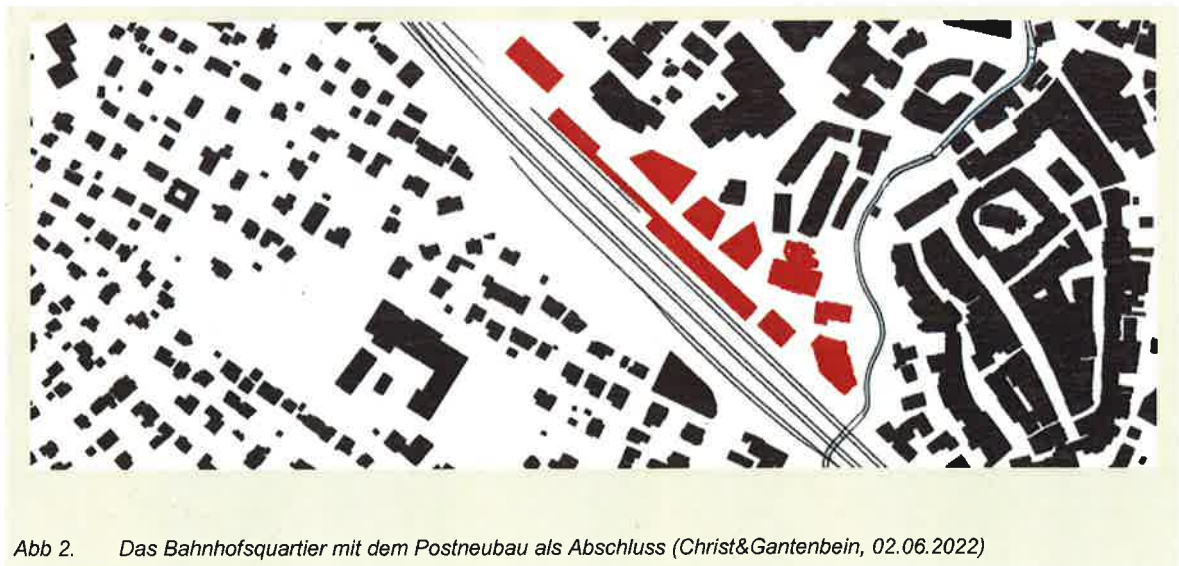 Abb 2. Das Bahnhofsquartier mit dem Postneubau als Abschluss (Christ&Gantenbein, 02.06.2022)